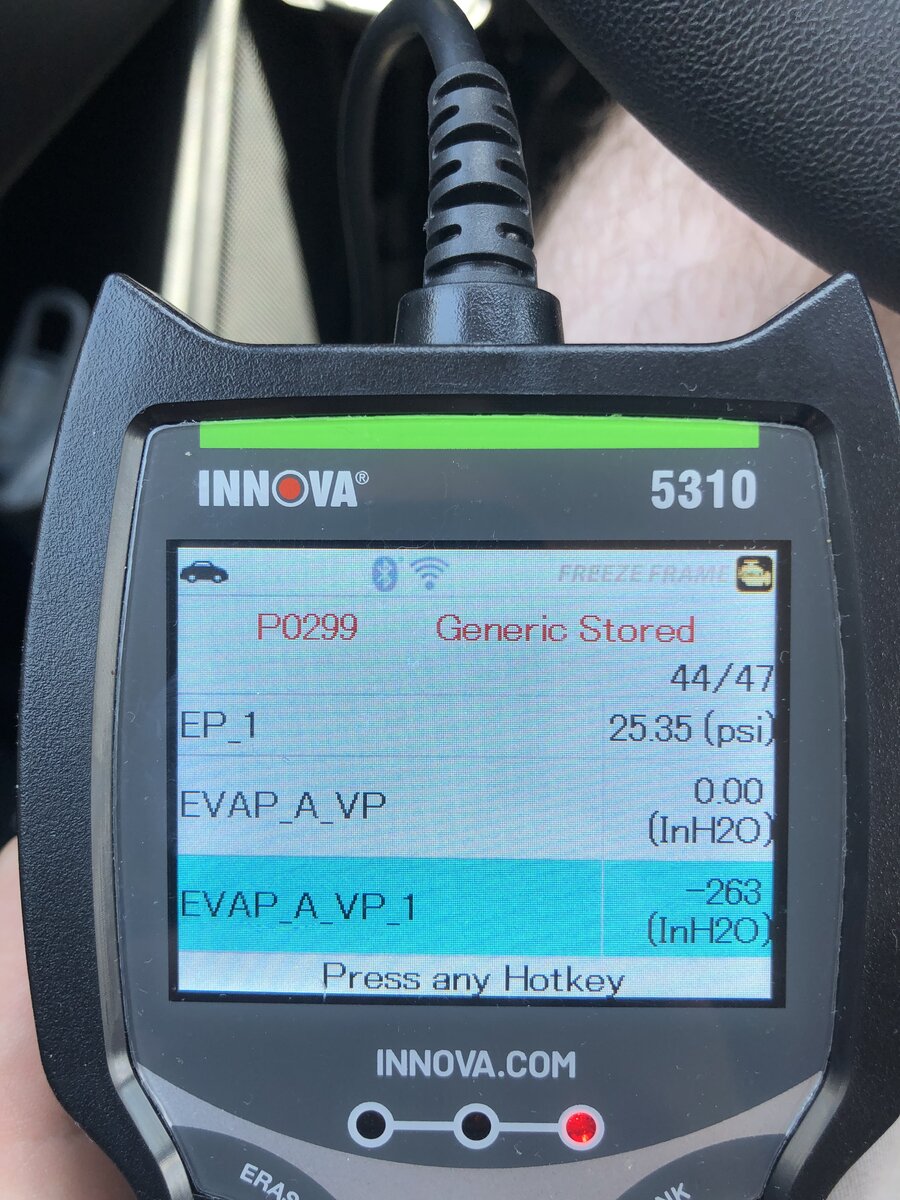 INNOVA® 5310
FREEZE FRAME
P0299 Generic Stored
44/47
EP_1 25.35 (psi)
EVAP_A_VP 0.00
(InH2O)
EVAP_A_VP_1 -263
(InH2O)
Press any Hotkey
INNOVA.COM